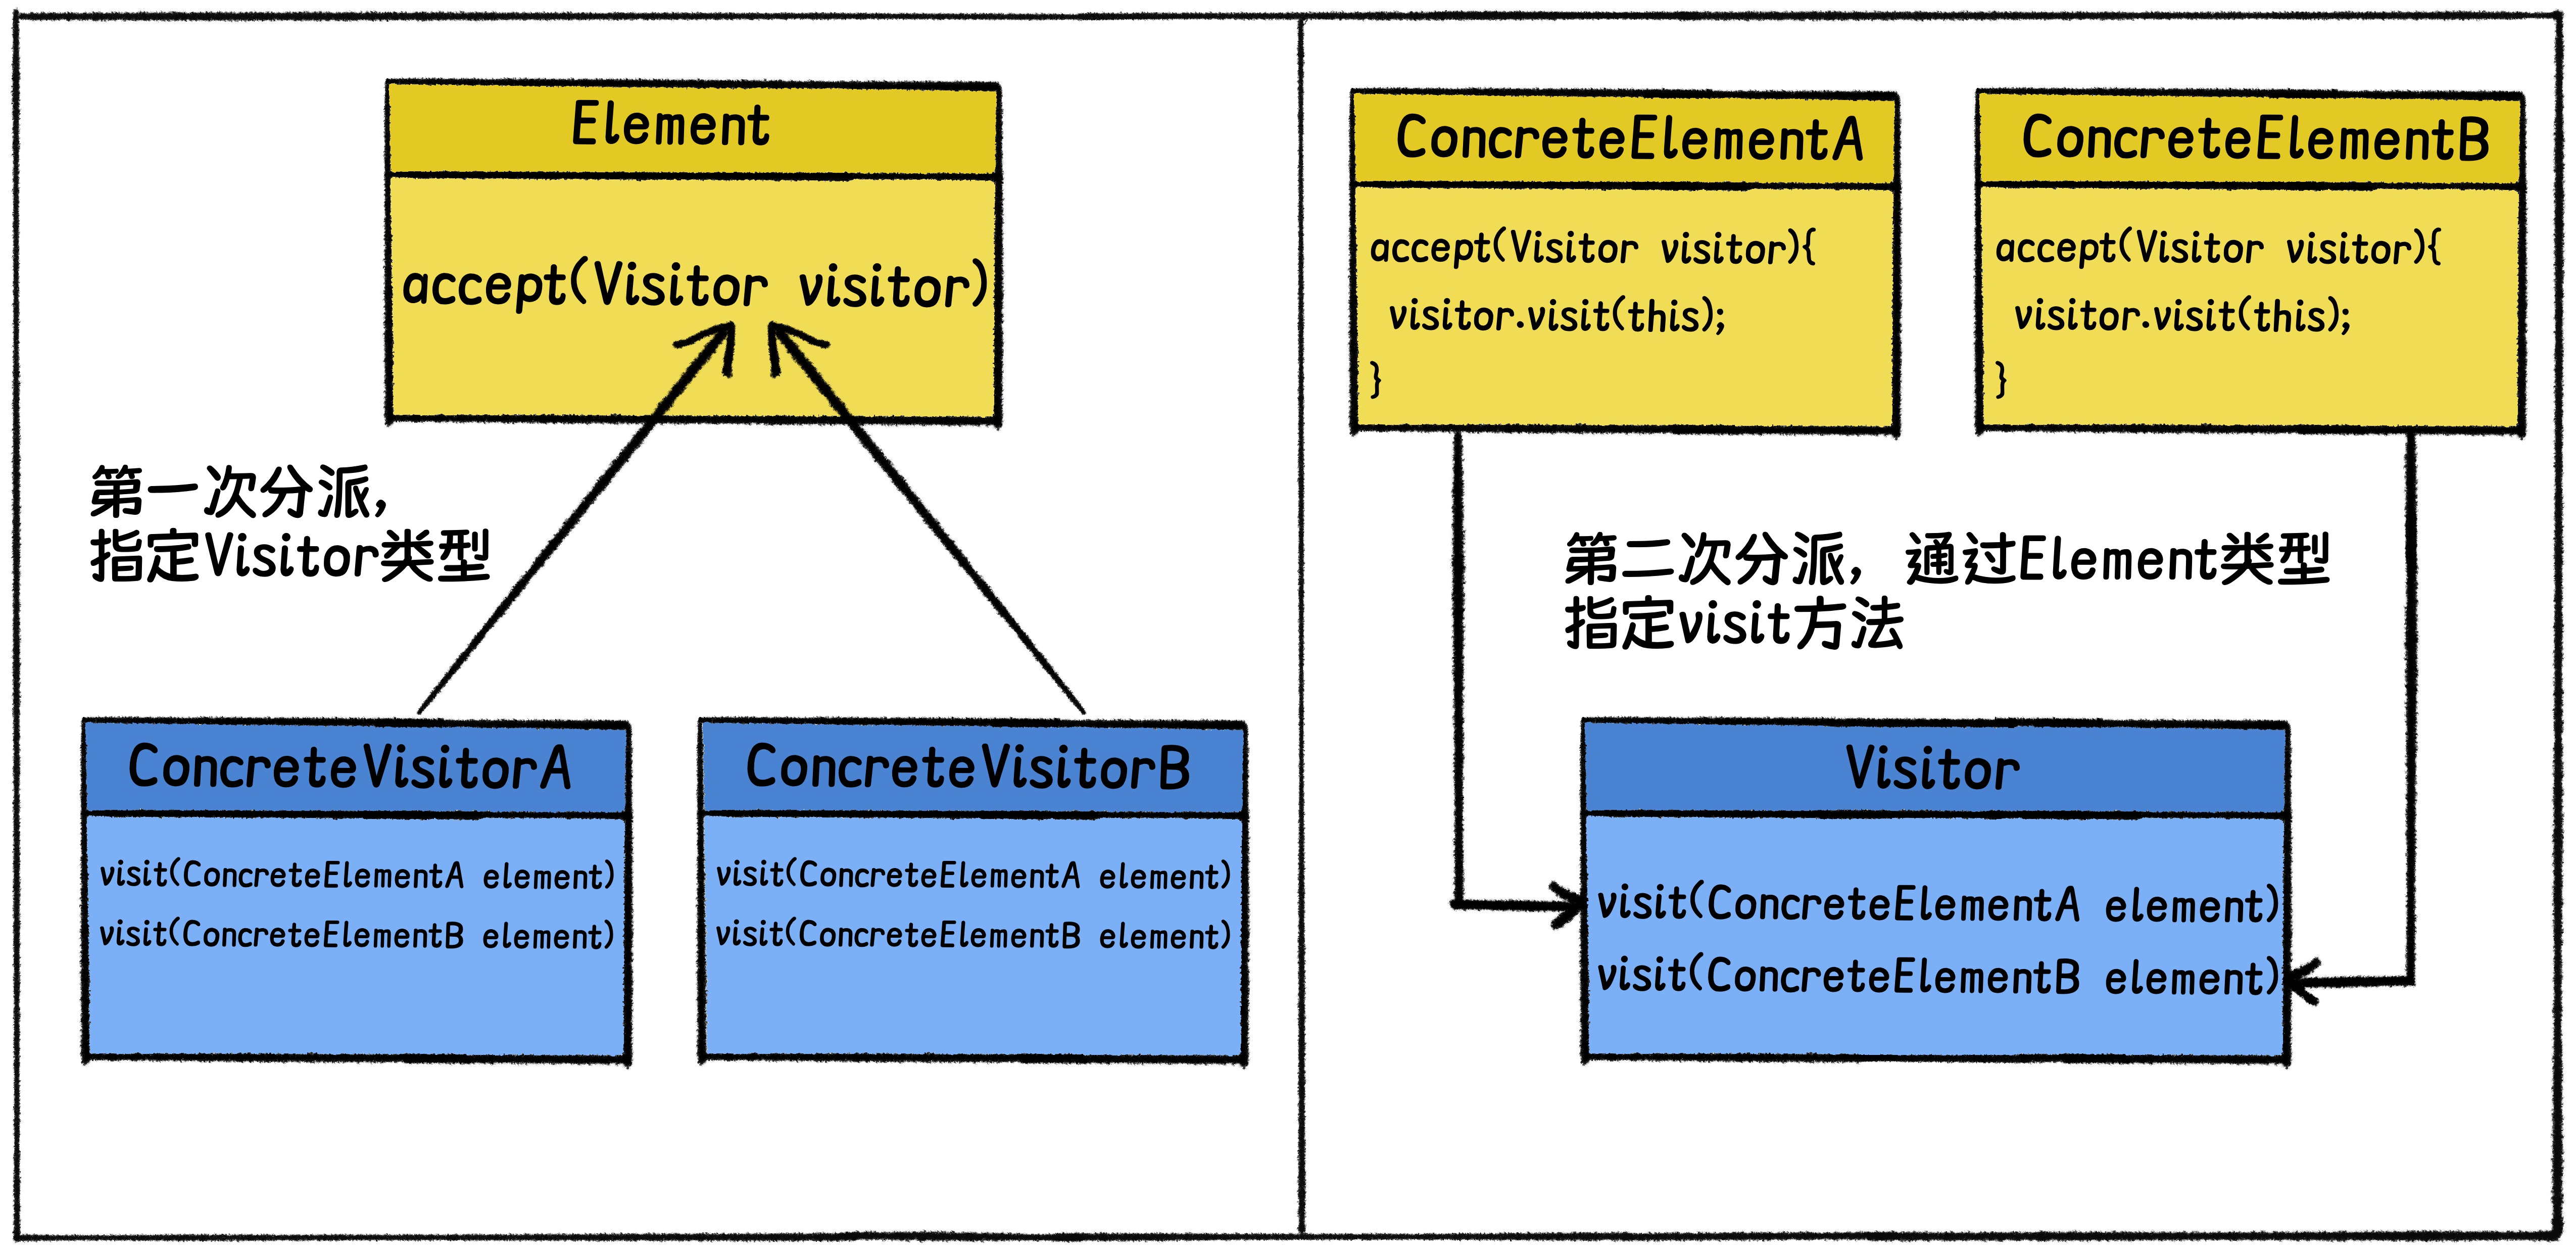 Element
accept(Visitor visitor)
第一次分派,
指定Visitor类型
ConcreteVisitorA
visit(ConcreteElementA element)
visit(ConcreteElementB element)
ConcreteVisitorB
visit(ConcreteElementA element)
visit(ConcreteElementB element)
ConcreteElementA
accept(Visitor visitor){
visitor.visit(this);
}
ConcreteElementB
accept(Visitor visitor){
visitor.visit(this);
}
第二次分派，通过Element类型
指定visit方法
Visitor
visit(ConcreteElementA element)
visit(ConcreteElementB element)